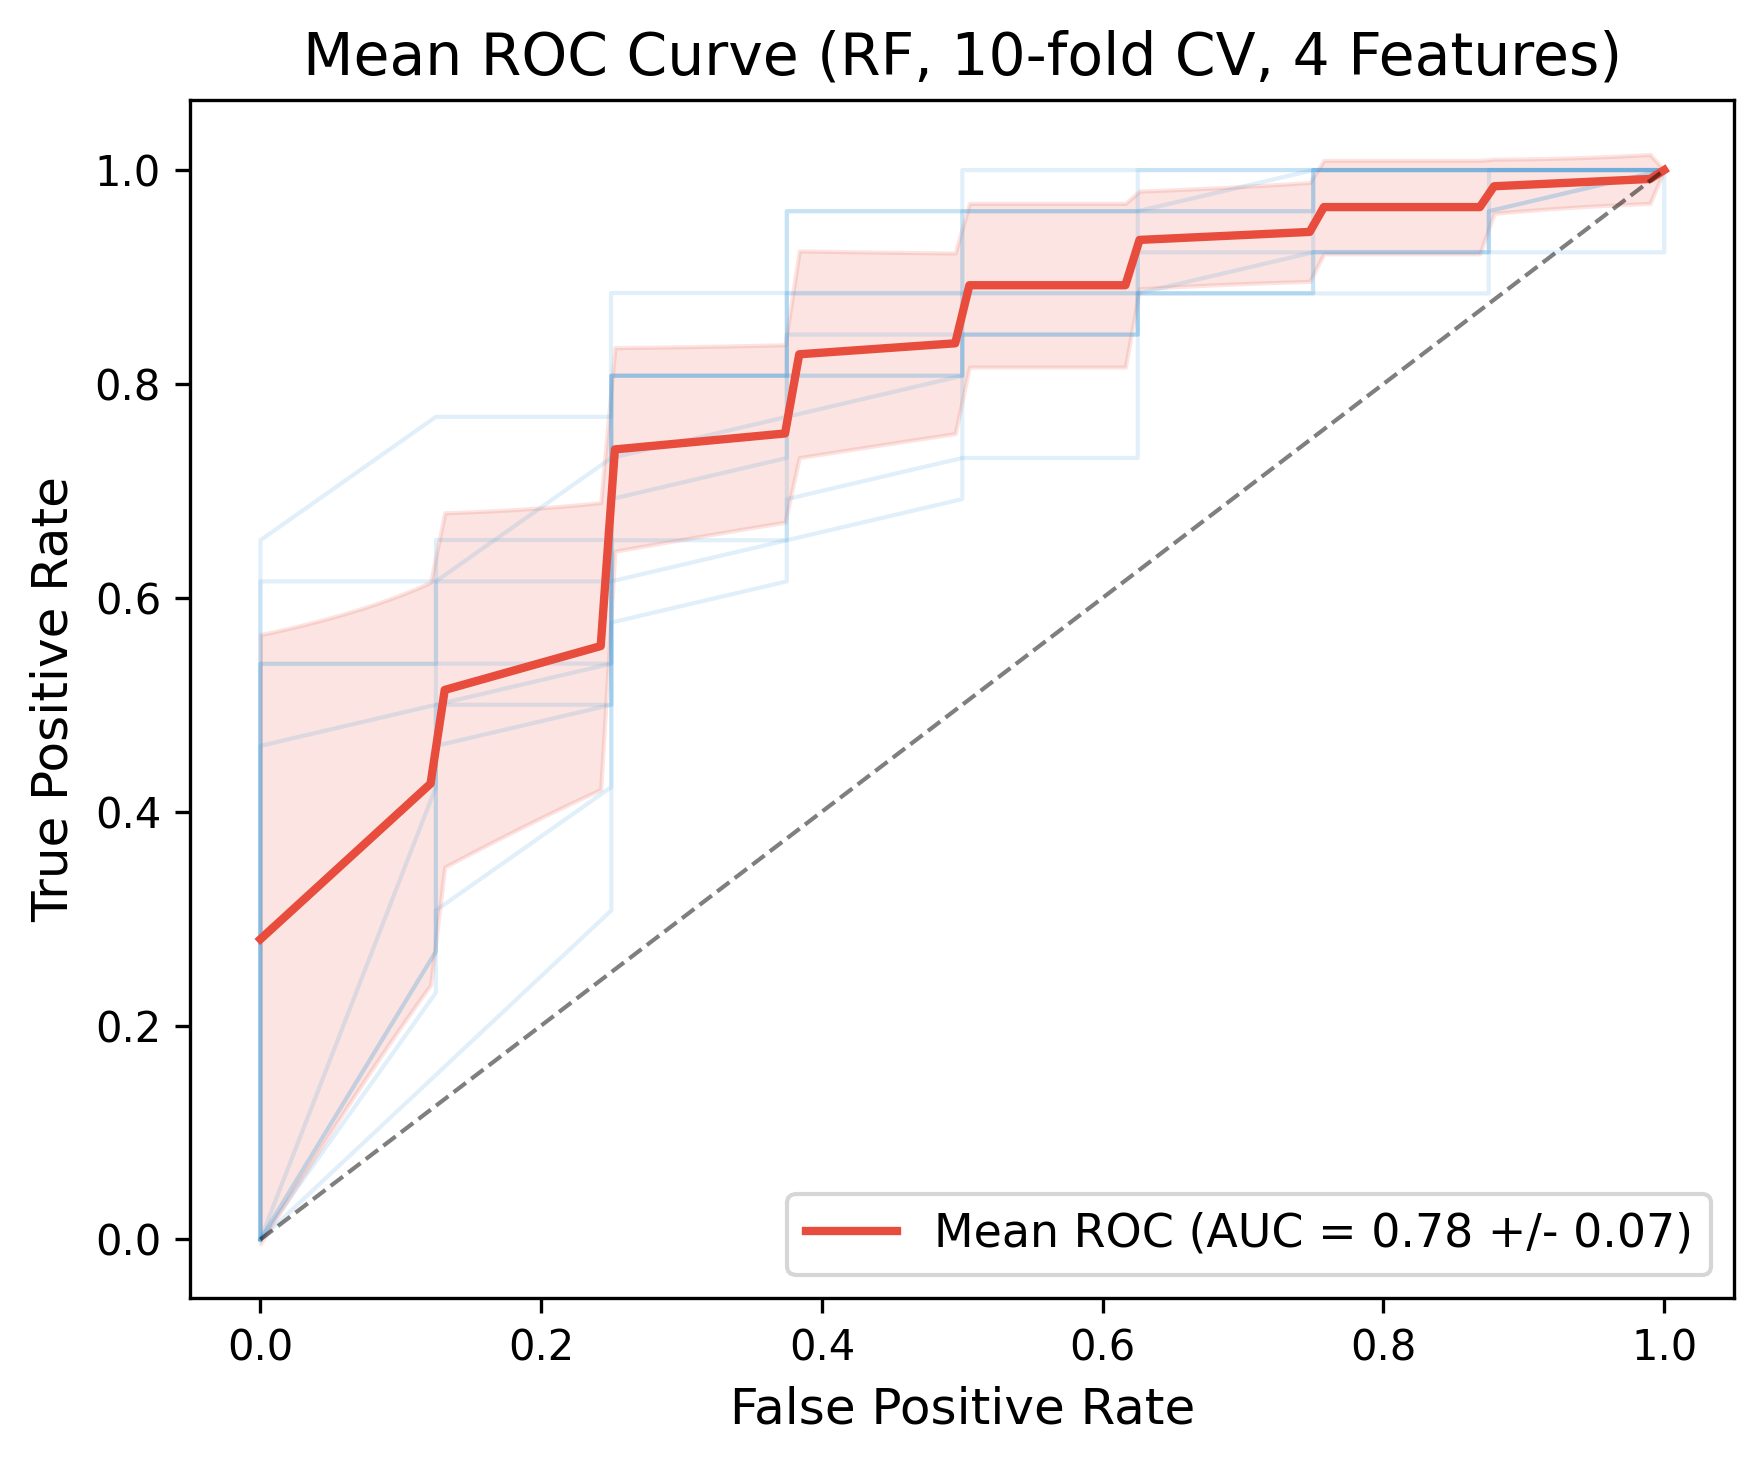 Mean ROC Curve (RF, 10-fold CV, 4 Features)
True Positive Rate
1.0
0.8
0.6
0.4
0.2
0.0
Mean ROC (AUC = 0.78 +/- 0.07)
0.0 0.2 0.4 0.6 0.8 1.0
False Positive Rate